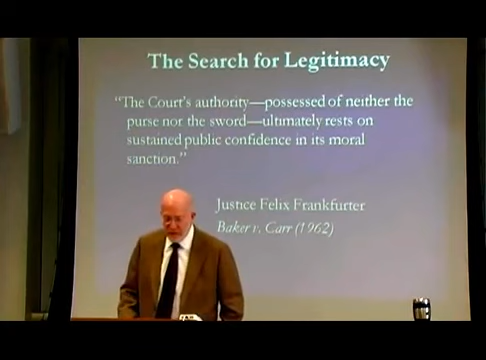 The Search for Legitimacy
“The Court’s authority—possessed of neither the
purse nor the sword—ultimately rests on
sustained public confidence in its moral
sanction.”
Justice Felix Frankfurter
Baker v. Carr (1962)